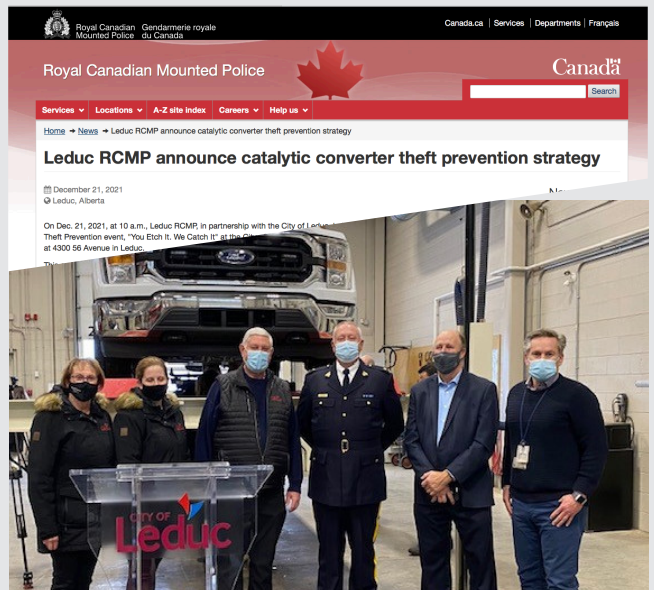 Royal Canadian Gendarmerie royale
Mounted Police du Canada
Canada.ca | Services | Departments | Français
Royal Canadian Mounted Police
Canada
Search
Services Locations A-Z site index Careers Help us
Home → News → Leduc RCMP announce catalytic converter theft prevention strategy
Leduc RCMP announce catalytic converter theft prevention strategy
December 21, 2021
Leduc, Alberta
On Dec. 21, 2021, at 10 a.m., Leduc RCMP, in partnership with the City of
Theft Prevention event, "You Etch It. We Catch It" at the
at 4300 56 Avenue in Leduc.
Ford
CITY OF
Leduc